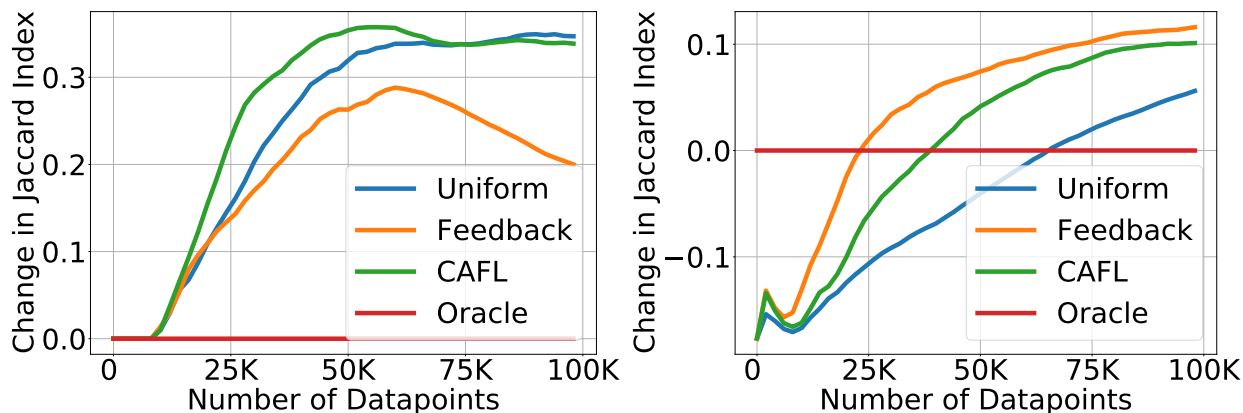 Change in Jaccard Index
0.3
0.2
0.1
0.0
Uniform
Feedback
CAFL
Oracle
0 25K 50K 75K 100K
Number of Datapoints
Change in Jaccard Index
0.1
0.0
−0.1
Uniform
Feedback
CAFL
Oracle
0 25K 50K 75K 100K
Number of Datapoints